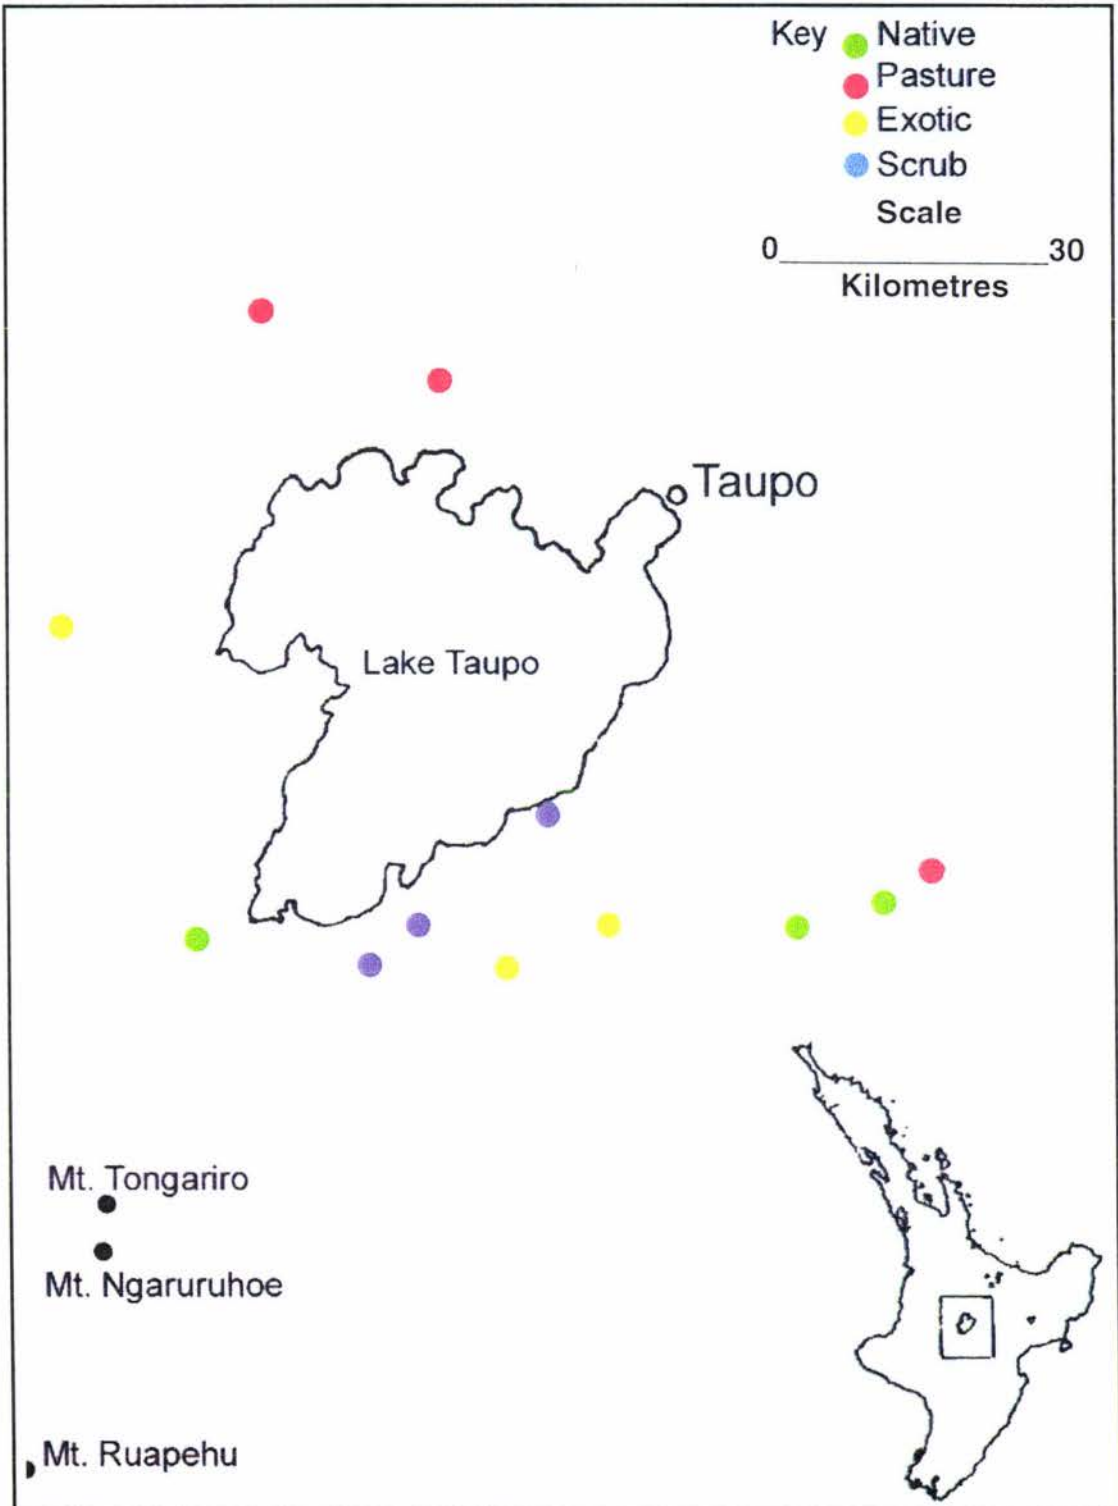 Key Native
Pasture
Exotic
Scrub
Scale
0 30
Kilometres
Taupo
Lake Taupo
Mt. Tongariro
Mt. Ngaruruhoe
Mt. Ruapehu